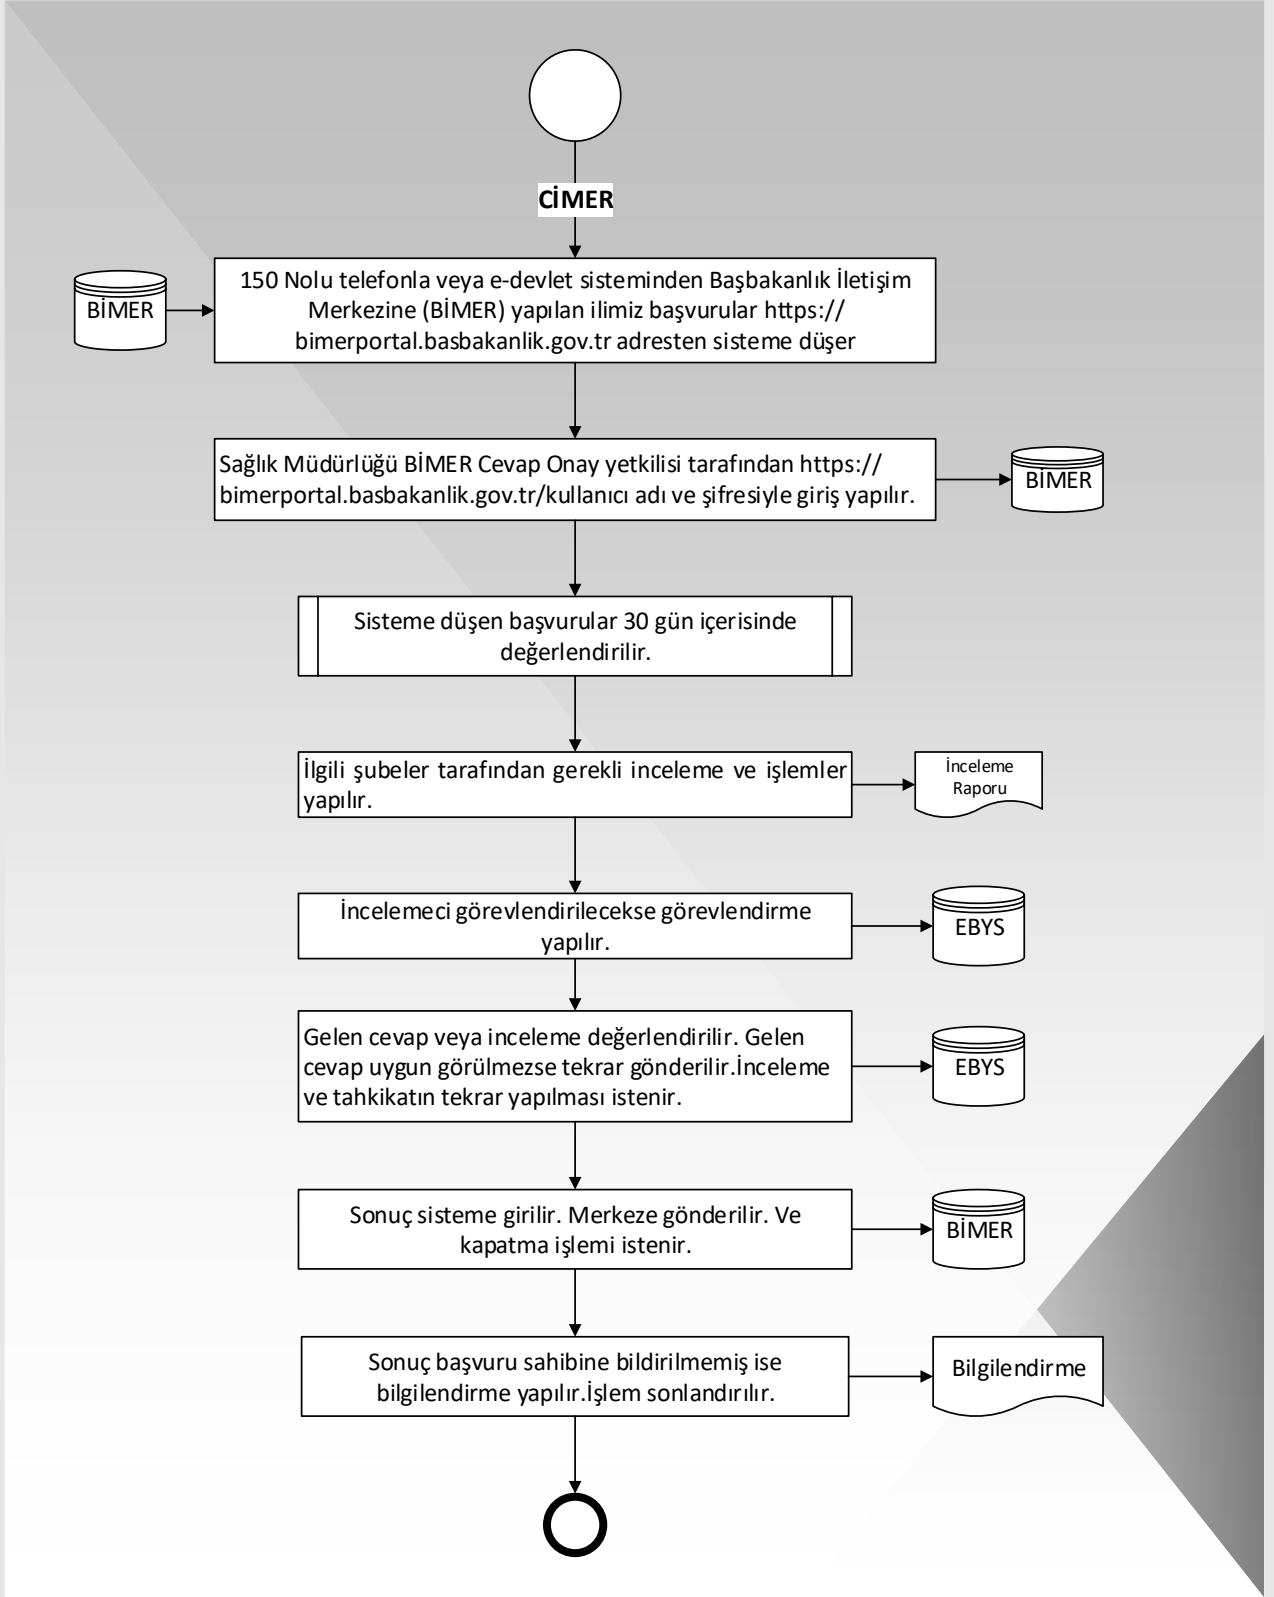 CİMER
150 Nolu telefonla veya e-devlet sisteminden Başbakanlık İletişim
Merkezine (BİMER) yapılan ilimiz başvurular https://
bimerportal.basbakanlik.gov.tr adresten sisteme düşer
BİMER
Sağlık Müdürlüğü BİMER Cevap Onay yetkilisi tarafından https://
bimerportal.basbakanlik.gov.tr/kullanıcı adı ve şifresiyle giriş yapılır.
BİMER
Sisteme düşen başvurular 30 gün içerisinde
değerlendirilir.
İlgili şubeler tarafından gerekli inceleme ve işlemler
yapılır.
İnceleme
Raporu
İncelemeci görevlendirilecekse görevlendirme
yapılır.
EBYS
Gelen cevap veya inceleme değerlendirilir. Gelen
cevap uygun görülmezse tekrar gönderilir.İnceleme
ve tahkikatın tekrar yapılması istenir.
EBYS
Sonuç sisteme girilir. Merkeze gönderilir. Ve
kapatma işlemi istenir.
BİMER
Sonuç başvuru sahibine bildirilmemiş ise
bilgilendirme yapılır.İşlem sonlandırılır.
Bilgilendirme